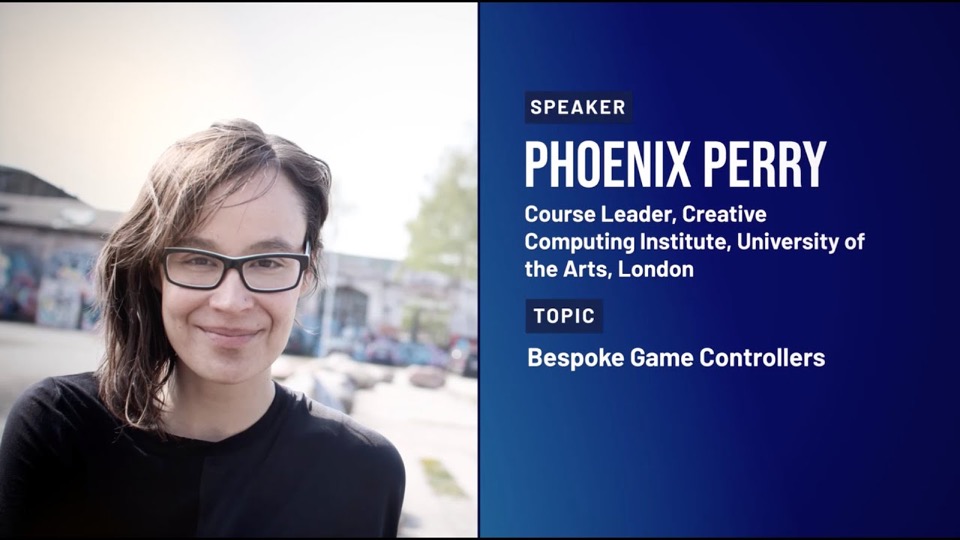 SPEAKER
PHOENIX PERRY
Course Leader, Creative
Computing Institute, University of
the Arts, London
TOPIC
Bespoke Game Controllers